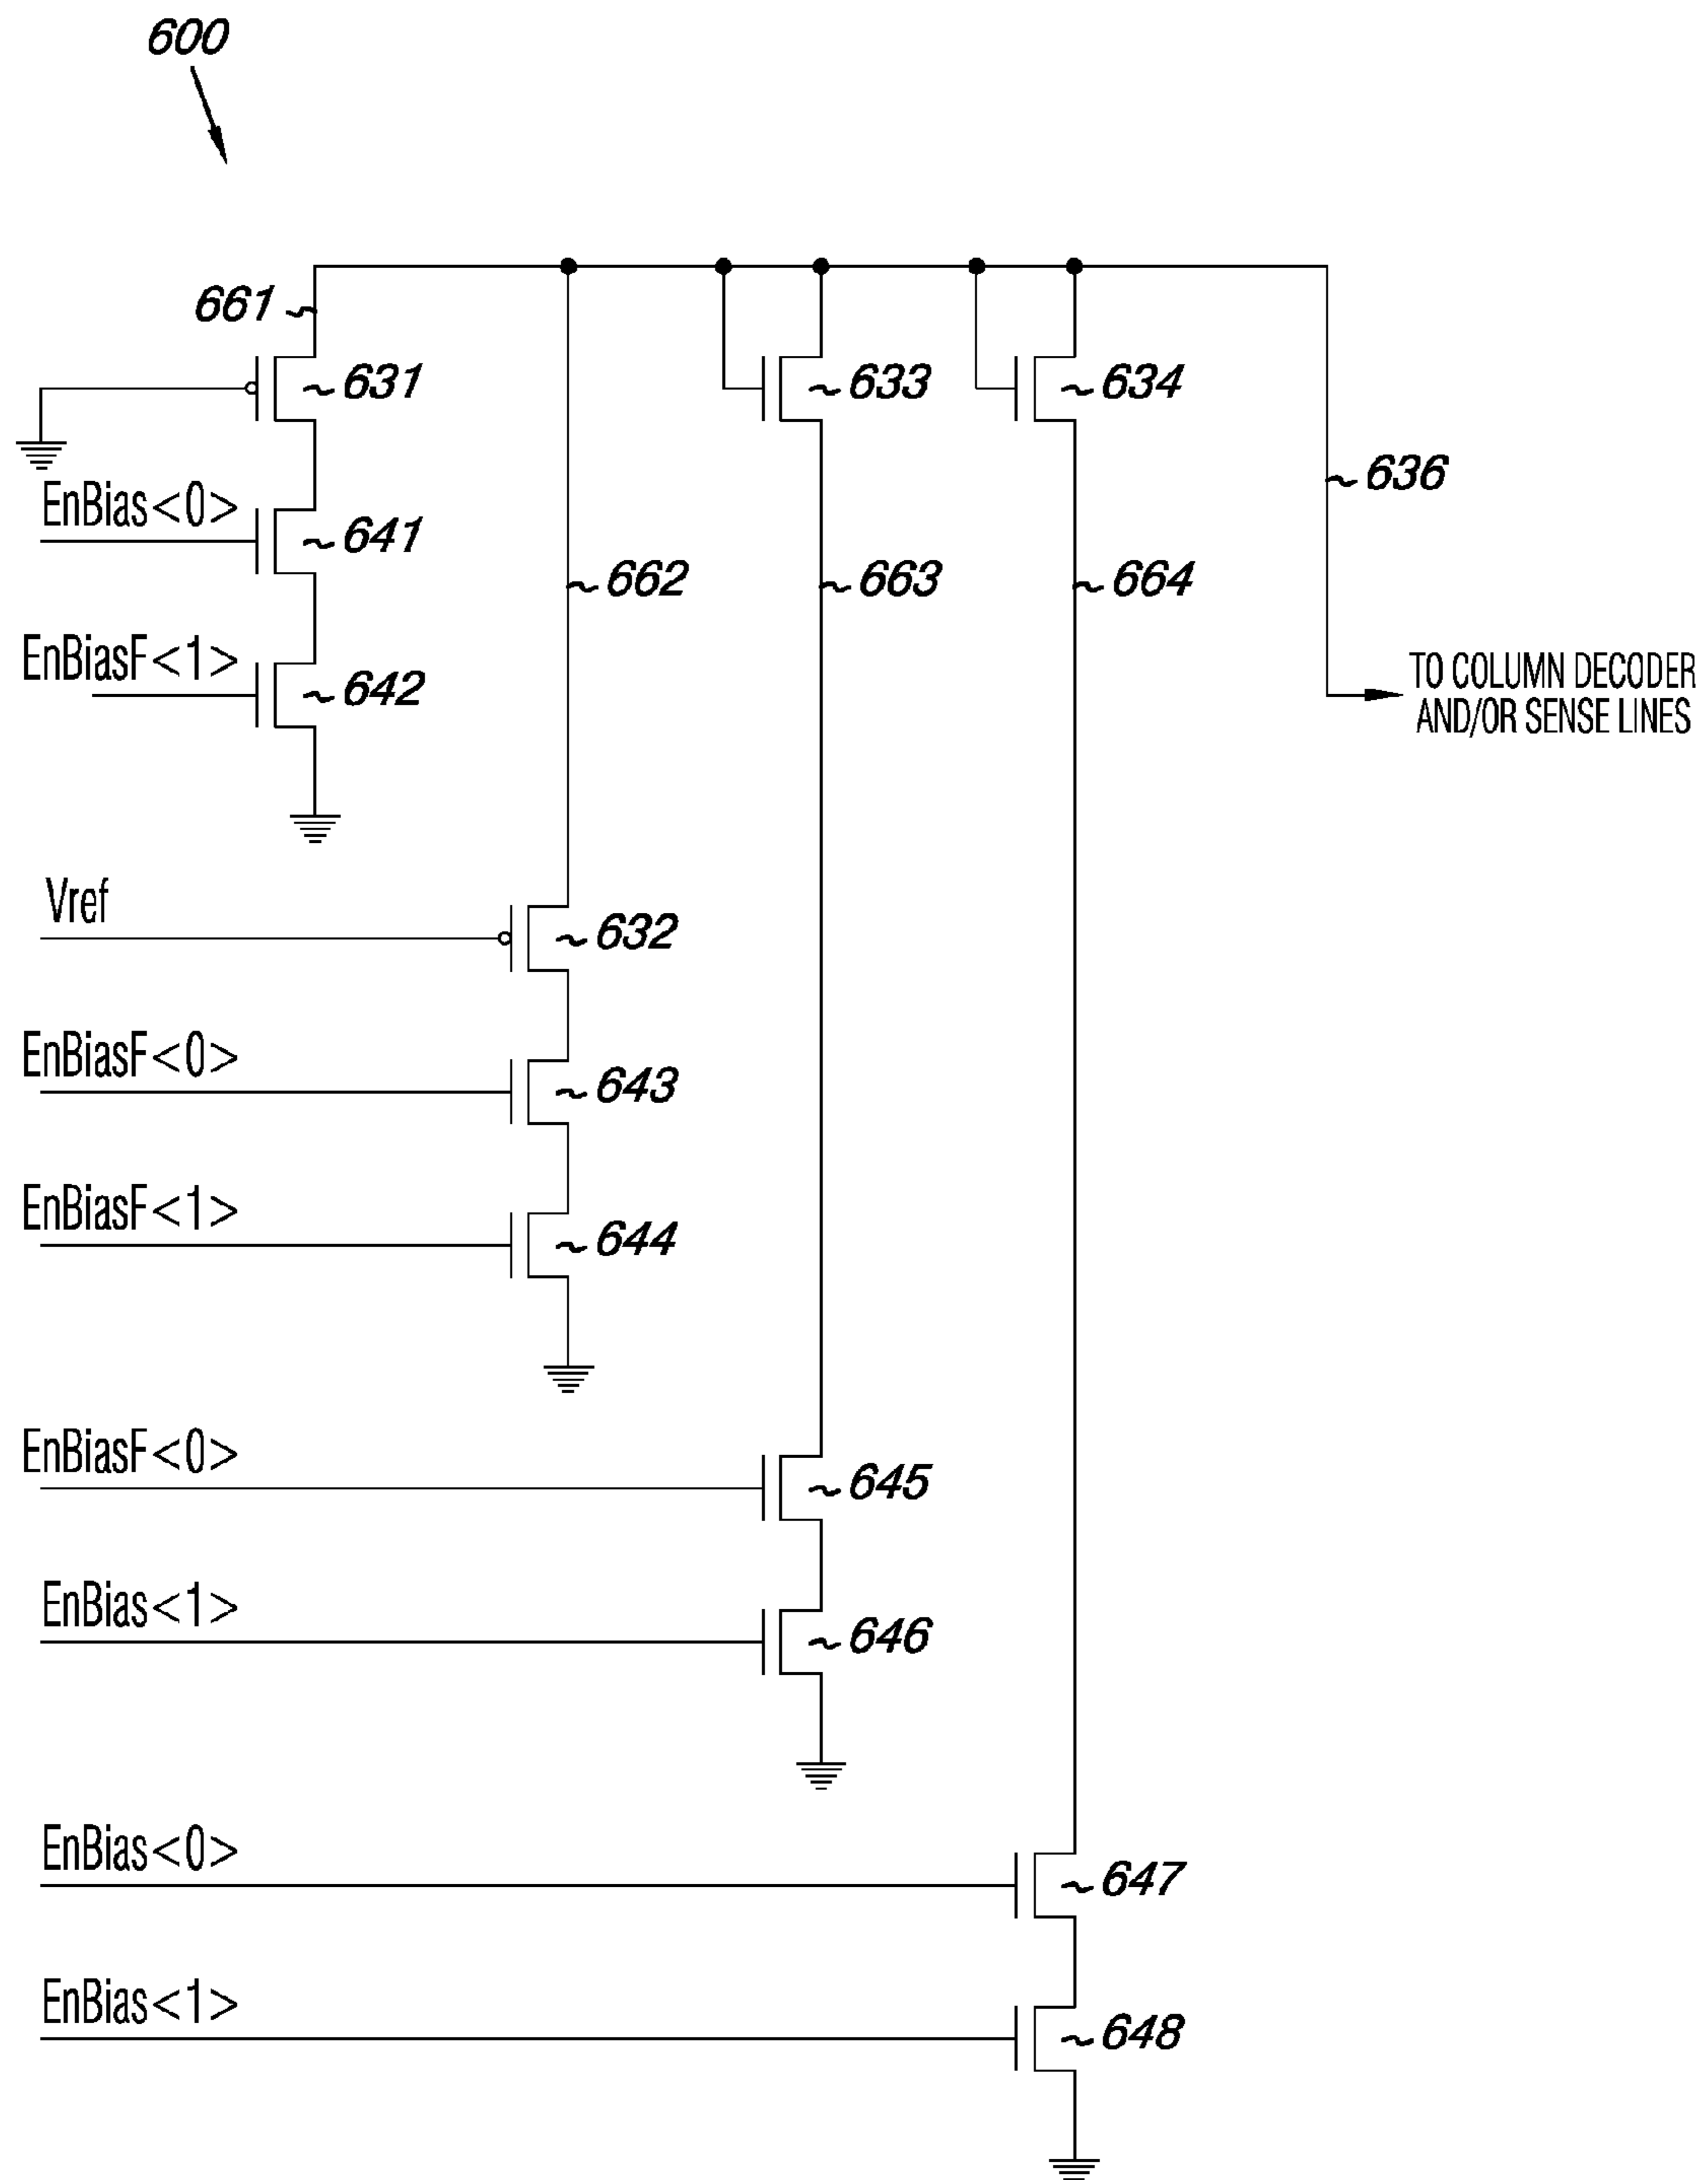 600
661
631
633
634
636
EnBias<0>
641
662
663
664
EnBiasF<1>
642
TO COLUMN DECODER
AND/OR SENSE LINES
Vref
632
EnBiasF<0>
643
EnBiasF<1>
644
EnBiasF<0>
645
EnBias<1>
646
EnBias<0>
647
EnBias<1>
648